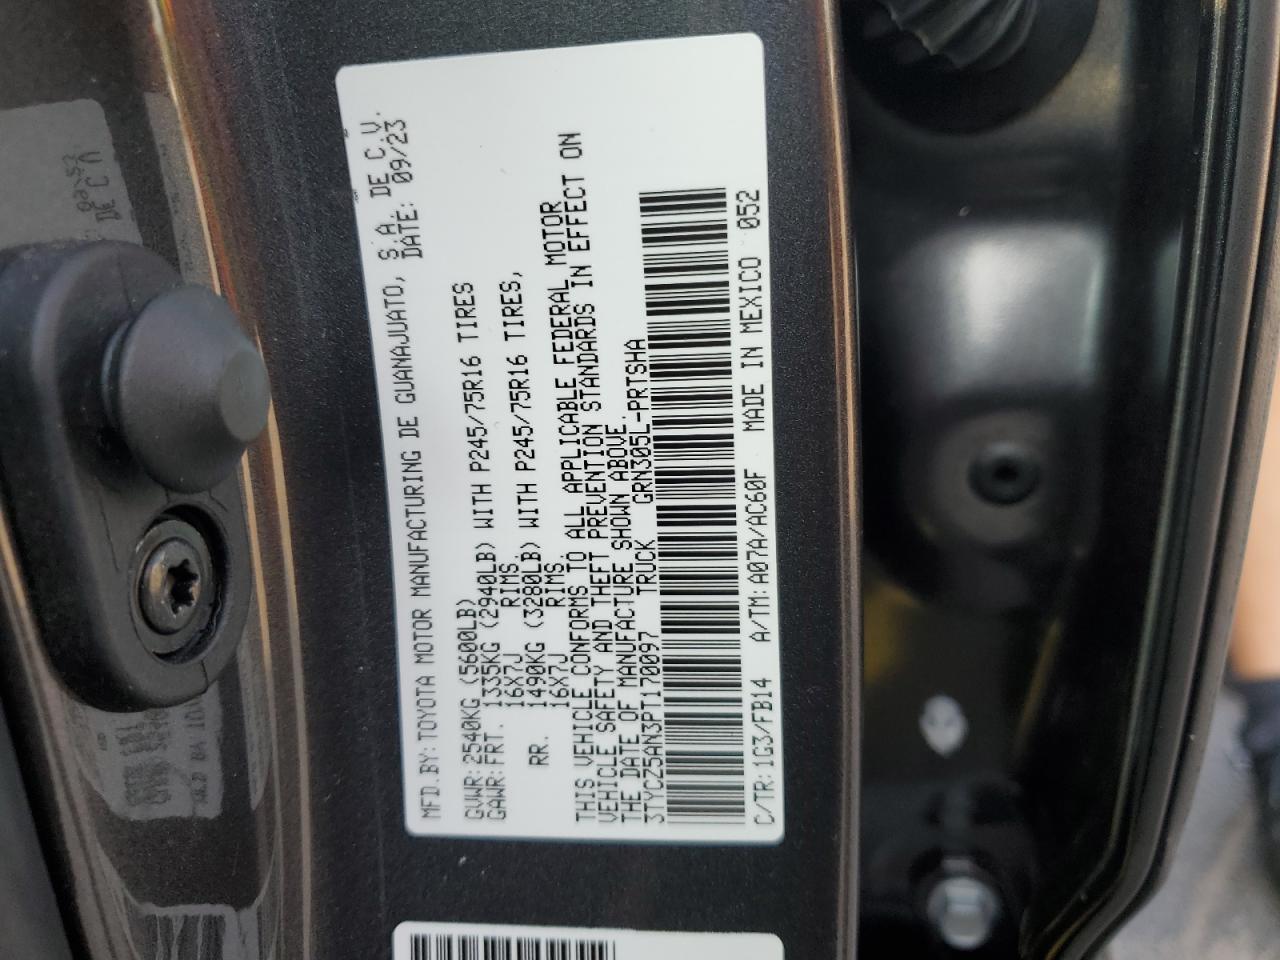 MFD.BY:TOYOTA MOTOR MANUFACTURING DE GUANAJUATO, S.A. DE C.V.
DATE: 09/23
GVWR:2540KG (5600LB)
GAWR:FRT. 1335KG (2940LB) WITH P245/75R16 TIRES
16X7J RIMS.
RR. 1490KG (3280LB) WITH P245/75R16 TIRES,
16X7J RIMS.
THIS VEHICLE CONFORMS TO ALL APPLICABLE FEDERAL MOTOR
VEHICLE SAFETY AND THEFT PREVENTION STANDARDS IN EFFECT ON
THE DATE OF MANUFACTURE SHOWN ABOVE.
3TYCZ5AN3PT170097 TRUCK GRN305L-PRTSHA
C/TR:1G3/FB14 A/TM:A07A/AC60F MADE IN MEXICO 052